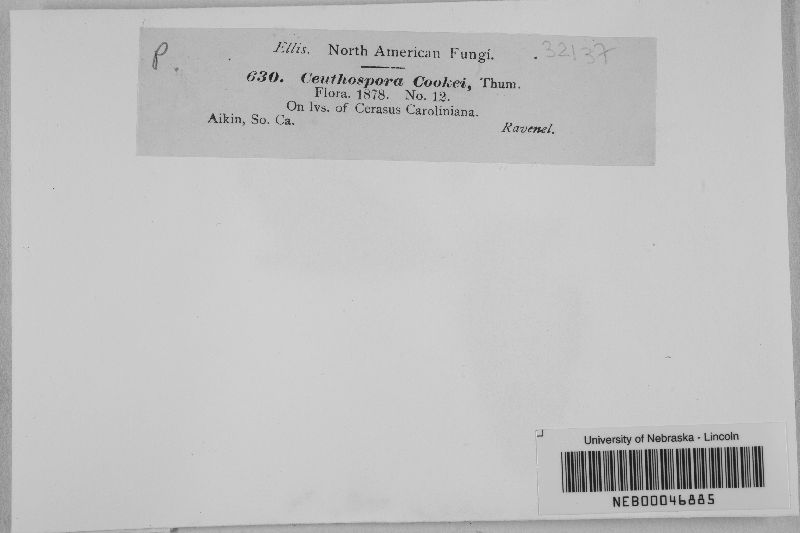 P. Ellis. North American Fungi. 32137
630. Ceuthospora Cookei, Thum.
Flora. 1878. No. 12.
On lvs. of Cerasus Caroliniana.
Aikin, So. Ca. Ravenel.
University of Nebraska - Lincoln
NEB00046885